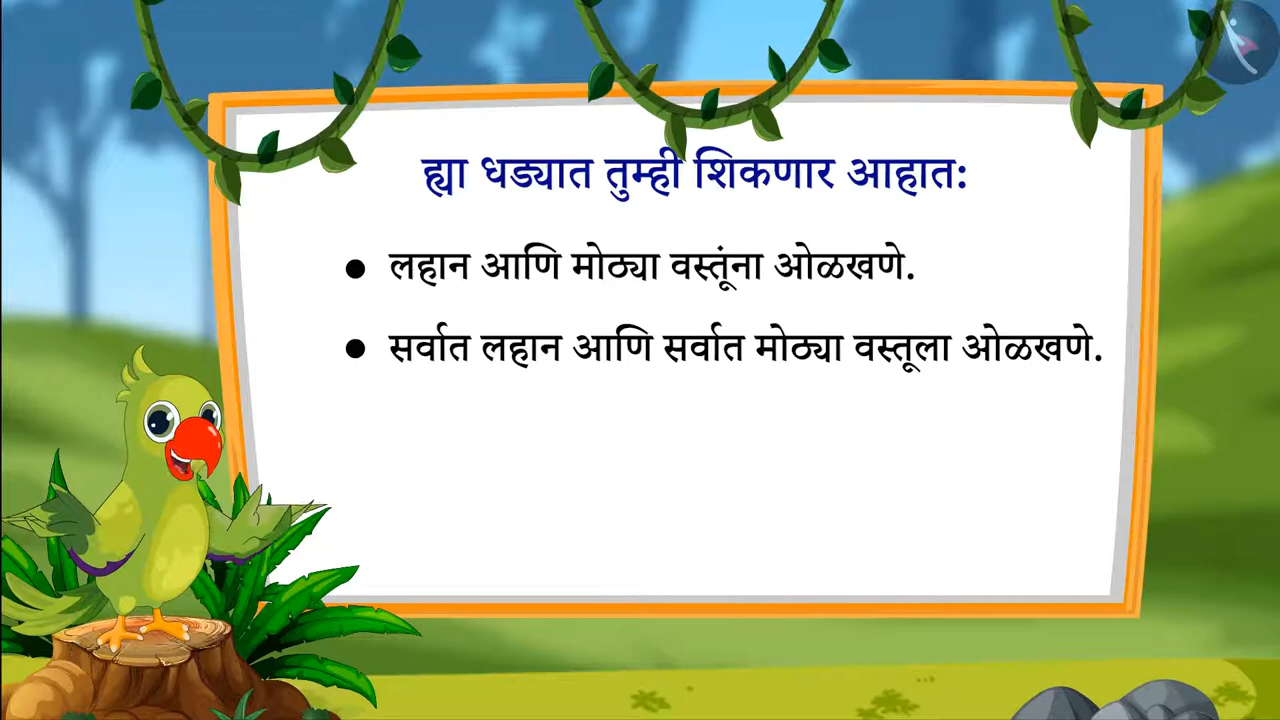 ह्या धड्यात तुम्ही शिकणार आहात:
● लहान आणि मोठ्या वस्तूंना ओळखणे.
● सर्वात लहान आणि सर्वात मोठ्या वस्तूला ओळखणे.